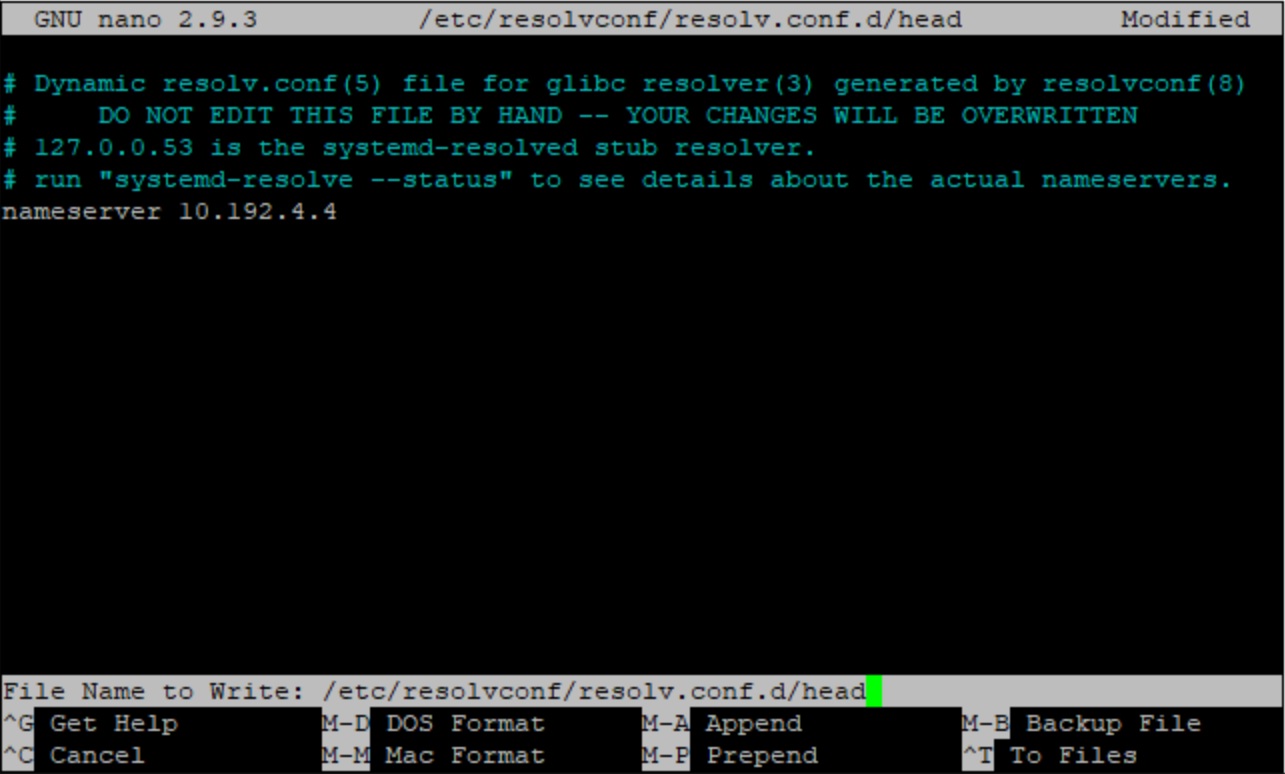 GNU nano 2.9.3 /etc/resolvconf/resolv.conf.d/head Modified
# Dynamic resolv.conf(5) file for glibc resolver(3) generated by resolvconf(8)
#     DO NOT EDIT THIS FILE BY HAND -- YOUR CHANGES WILL BE OVERWRITTEN
# 127.0.0.53 is the systemd-resolved stub resolver.
# run "systemd-resolve --status" to see details about the actual nameservers.
nameserver 10.192.4.4
File Name to Write: /etc/resolvconf/resolv.conf.d/head
^G Get Help M-D DOS Format M-A Append M-B Backup File
^C Cancel M-M Mac Format M-P Prepend ^T To Files